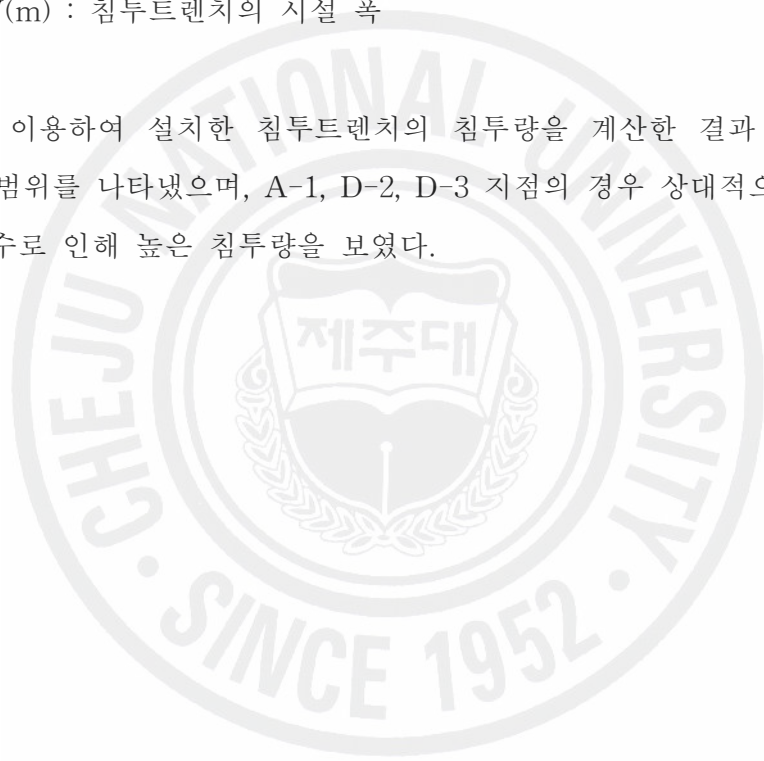 (m) : 침투트렌치의 시설 폭
이용하여 설치한 침투트렌치의 침투량을 계산한 결과
범위를 나타냈으며, A-1, D-2, D-3 지점의 경우 상대적으
수로 인해 높은 침투량을 보였다.
CHEJU NATIONAL UNIVERSITY
제주대
SINCE 1952